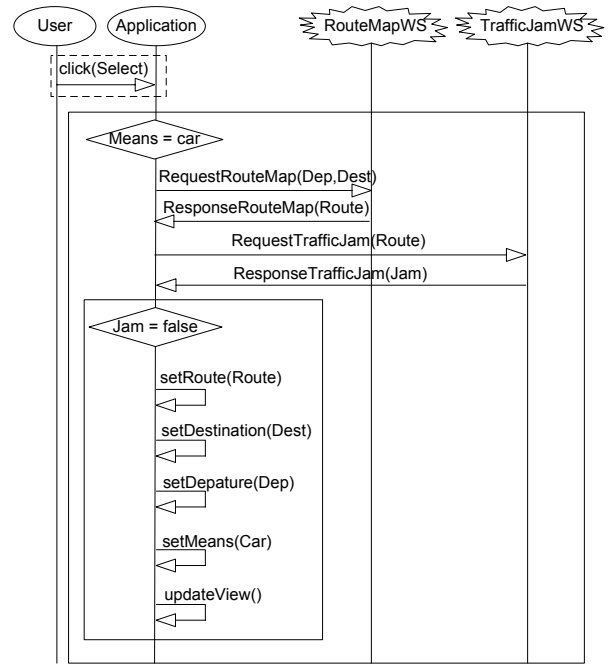 User Application RouteMapWS TrafficJamWS
click(Select)
Means = car
RequestRouteMap(Dep,Dest)
ResponseRouteMap(Route)
RequestTrafficJam(Route)
ResponseTrafficJam(Jam)
Jam = false
setRoute(Route)
setDestination(Dest)
setDepature(Dep)
setMeans(Car)
updateView()